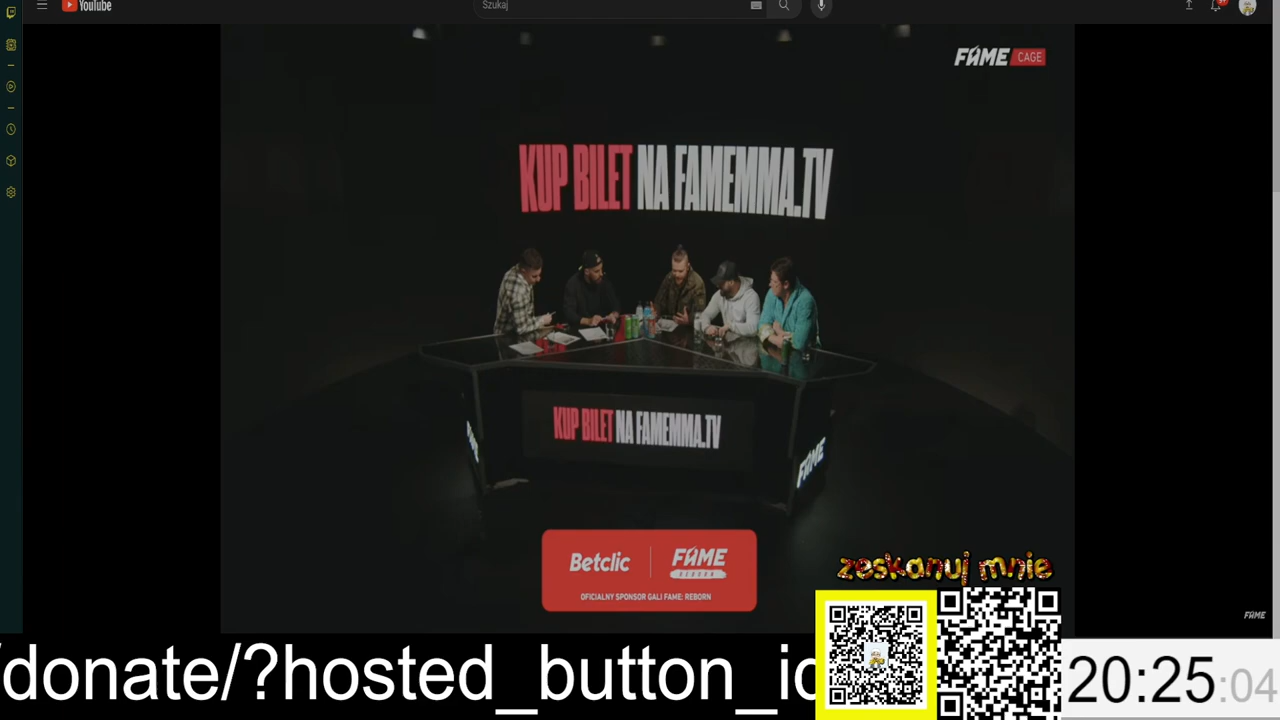 YouTube
Szukaj
FAME CAGE
KUP BILET NA FAMEMMA.TV
KUP BILET NA FAMEMMA.TV
FAME
Betclic
FAME
REBORN
OFICJALNY SPONSOR GALI FAME: REBORN
zeskanuj mnie
FAME
/donate/?hosted_button_id
20:25:04